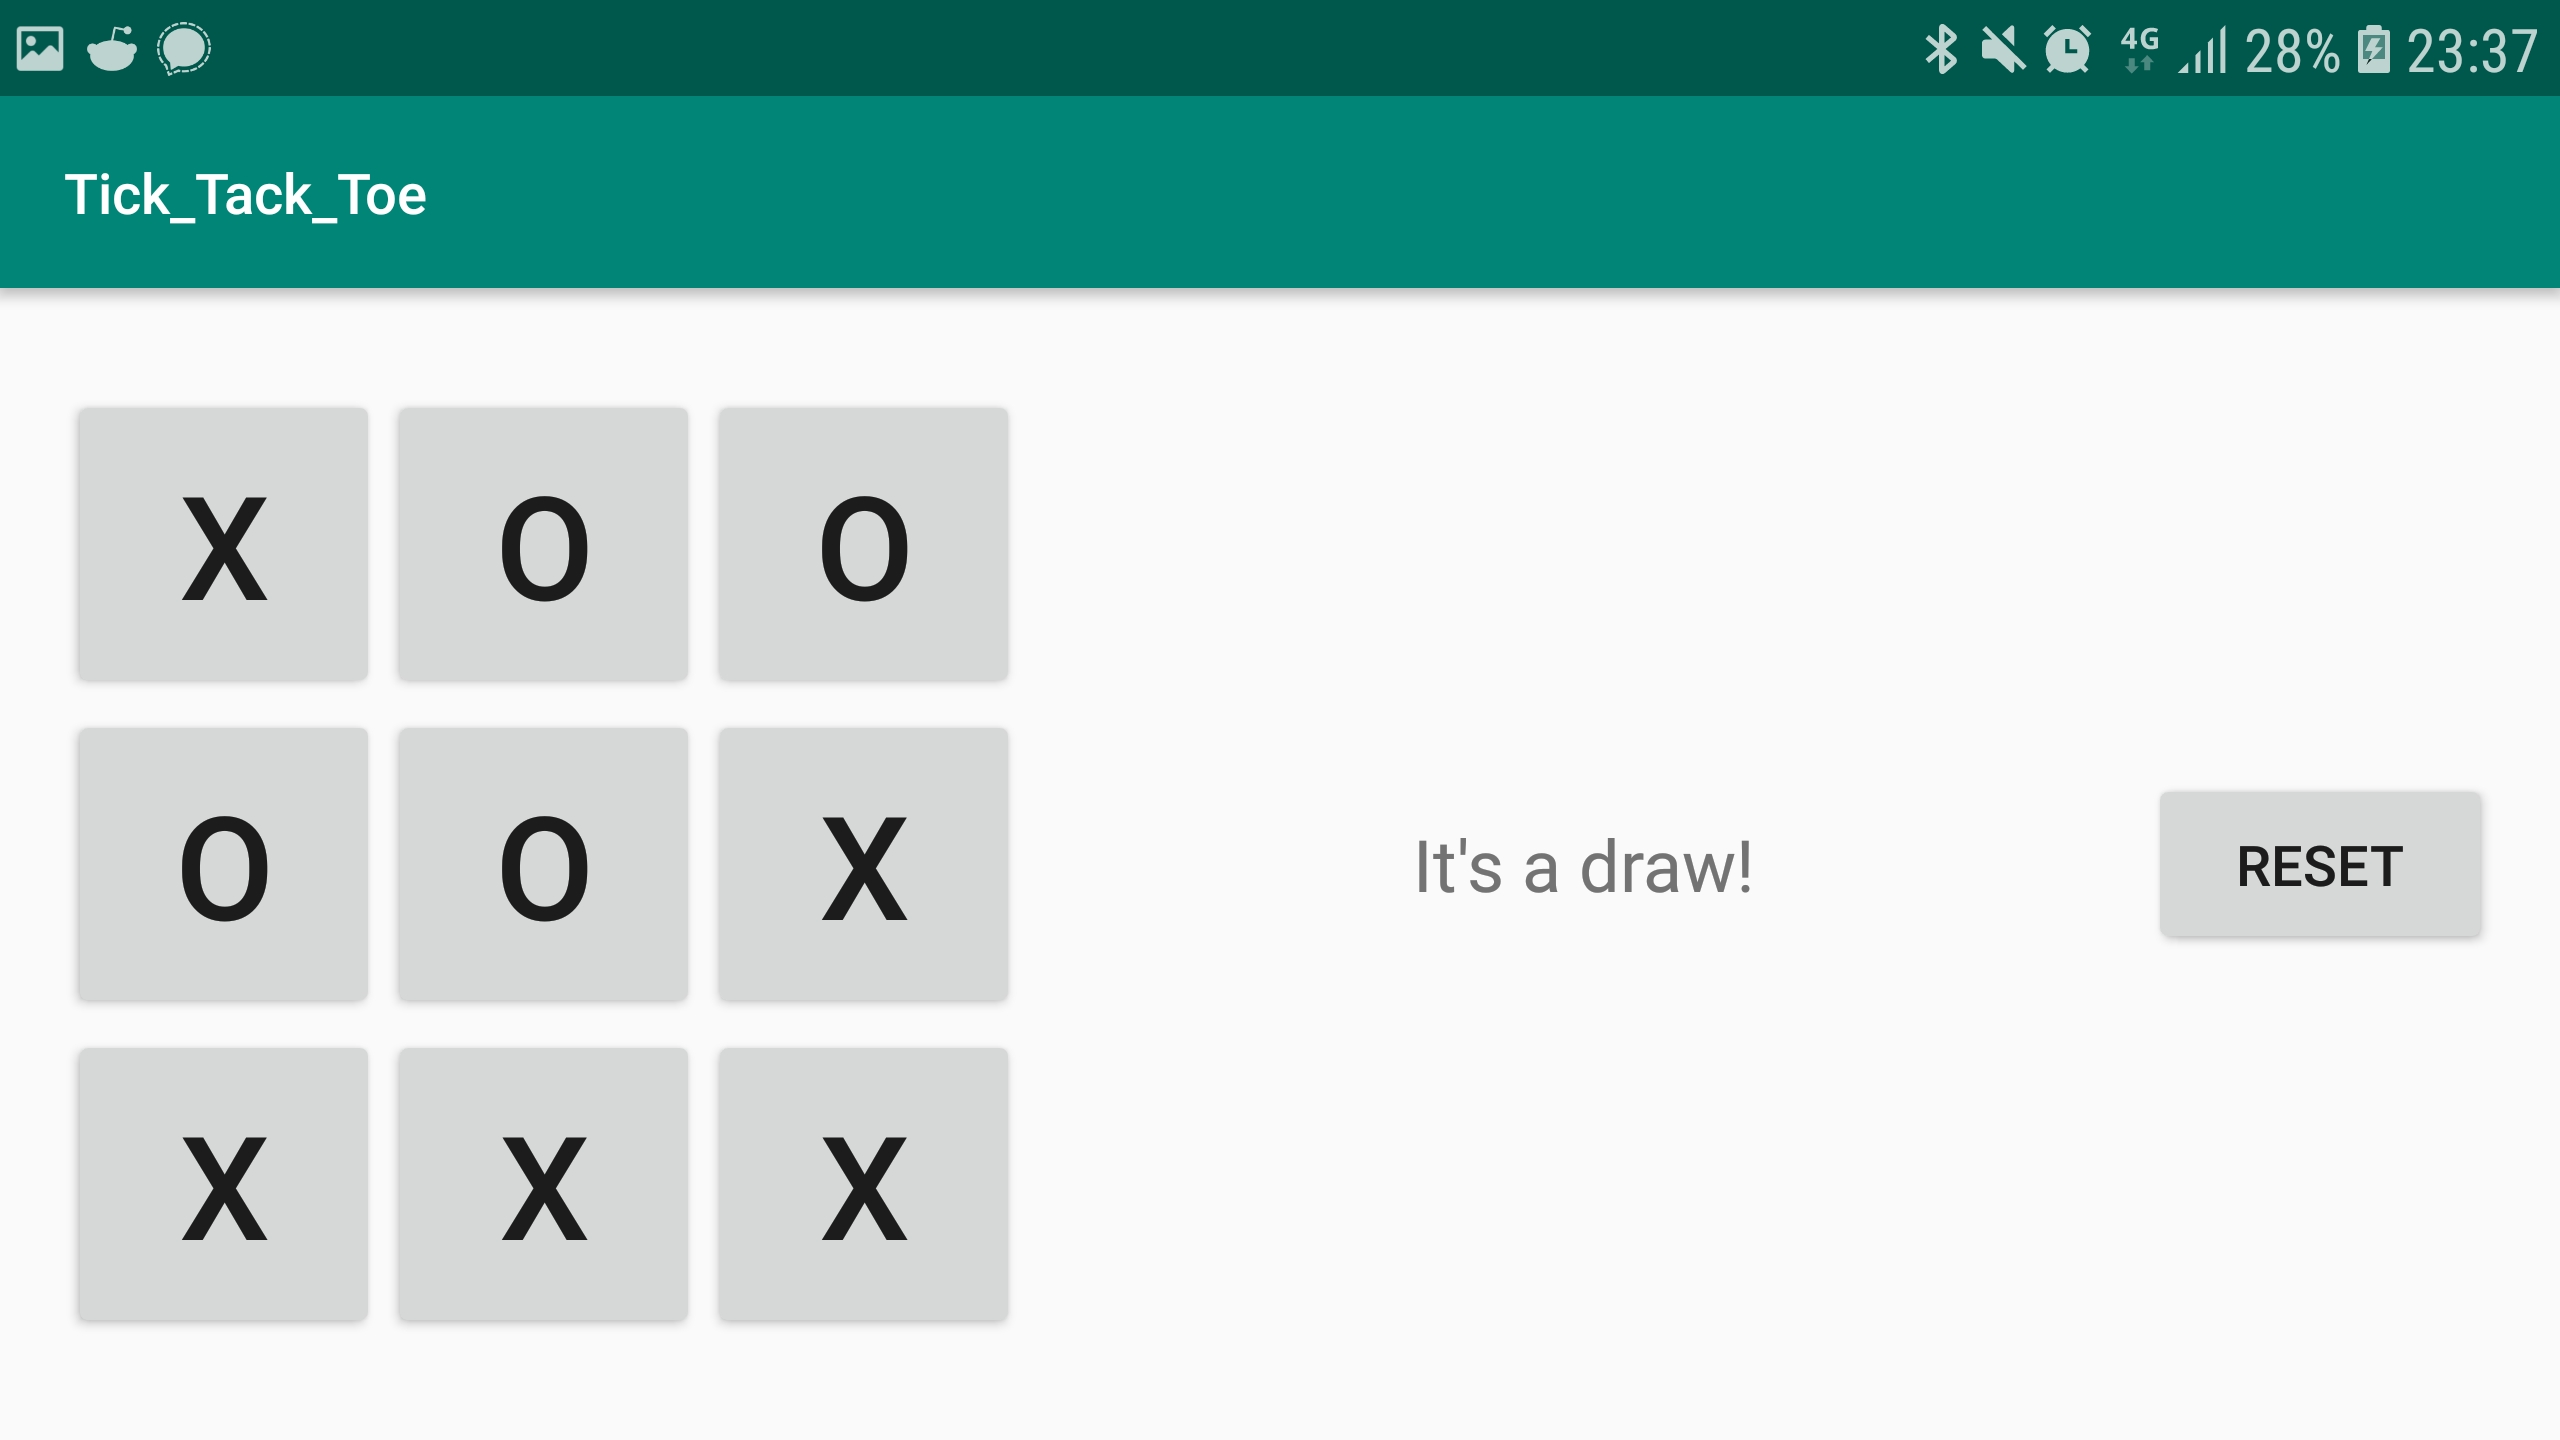 4G 28% 23:37
Tick_Tack_Toe
X O O
O O X
It's a draw!
RESET
X X X